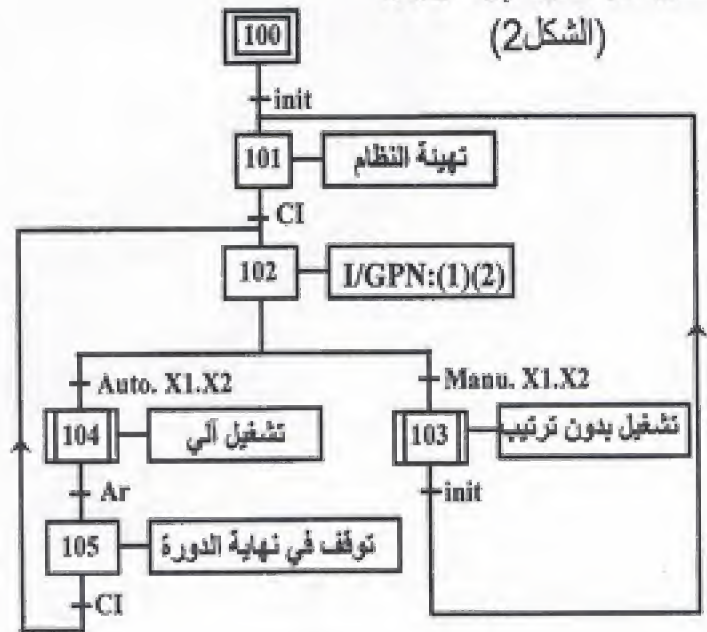 (الشكل2)
100
init
101
تهيئة النظام
CI
102
I/GPN:(1)(2)
Auto. X1.X2
Manu. X1.X2
104
تشغيل آلي
103
تشغيل بدون ترتيب
Ar
init
105
توقف في نهاية الدورة
CI